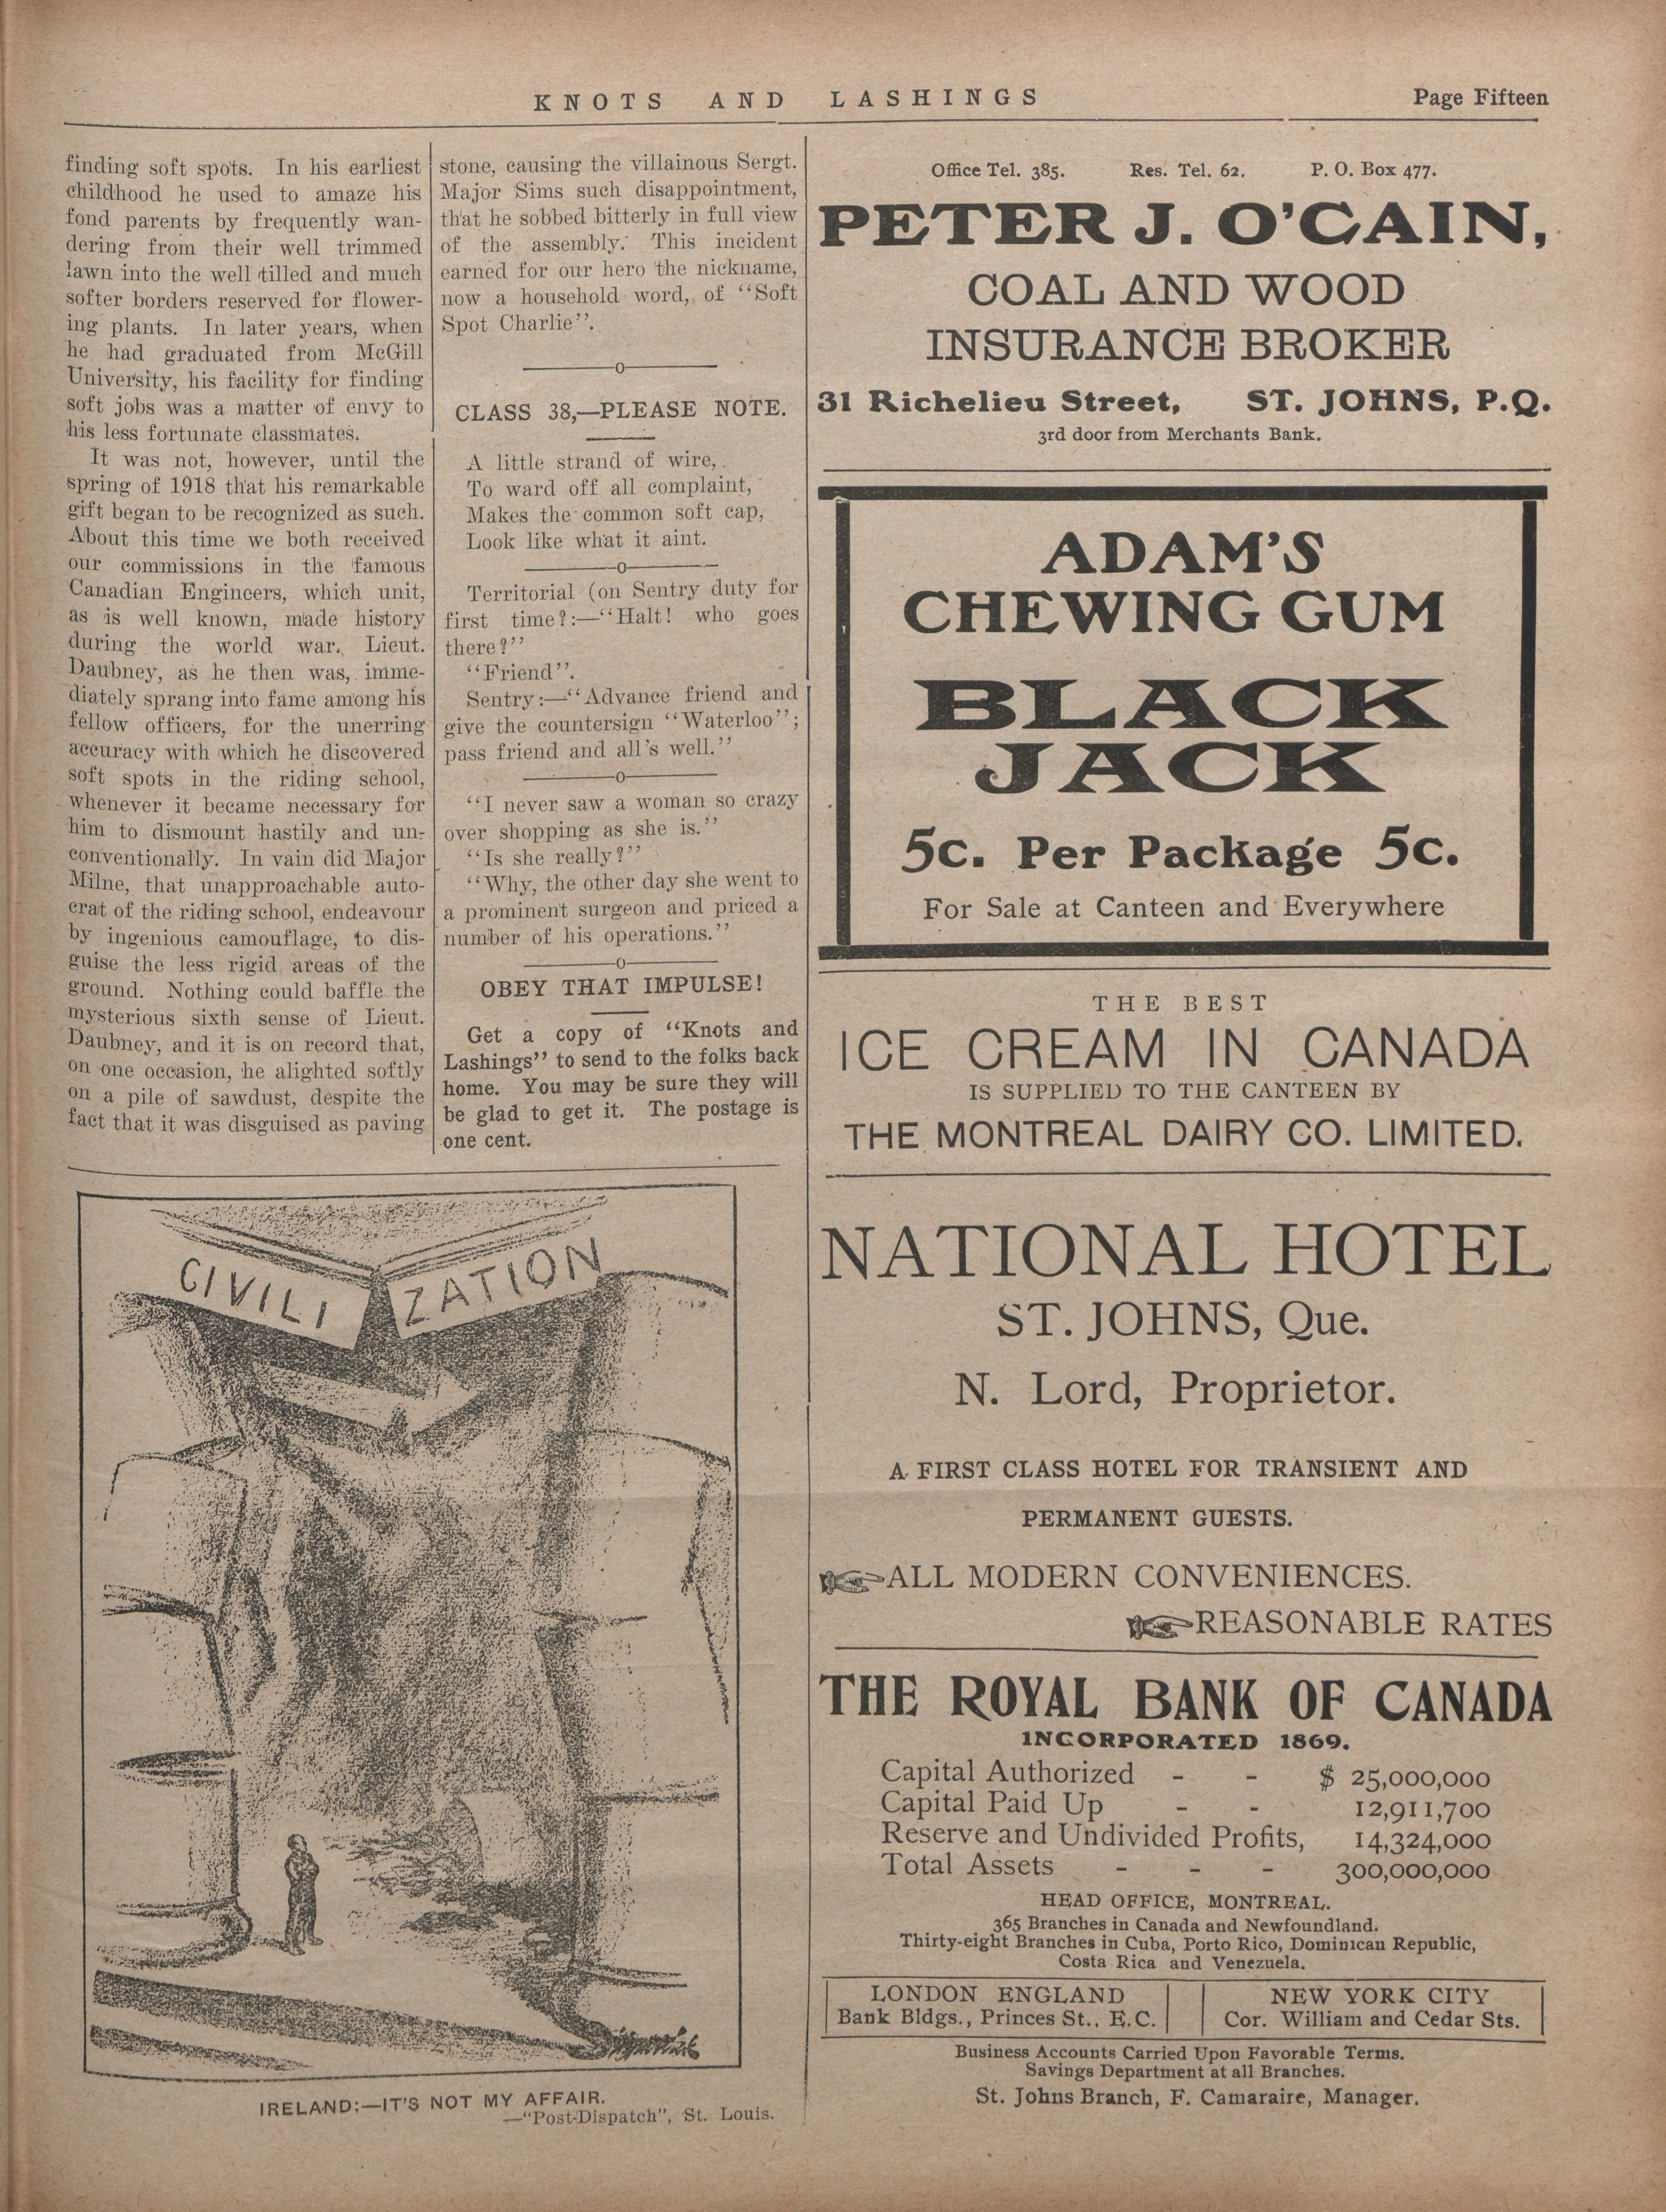 KNOTS AND LASHINGS
Page Fifteen
finding soft spots. In his earliest
childhood he used to amaze his
fond parents by frequently wan-
dering from their well trimmed
lawn into the well tilled and much
softer borders reserved for flower-
ing plants. In later years, when
he had graduated from McGill
University, his facility for finding
soft jobs was a matter of envy to
his less fortunate classmates.
It was not, however, until the
spring of 1918 that his remarkable
gift began to be recognized as such.
About this time we both received
our commissions in the famous
Canadian Engineers, which unit,
as is well known, made history
during the world war. Lieut.
Daubney, as he then was, imme-
diately sprang into fame among his
fellow officers, for the unerring
accuracy with which he discovered
soft spots in the riding school,
whenever it became necessary for
him to dismount hastily and un-
conventionally. In vain did Major
Milne, that unapproachable auto-
crat of the riding school, endeavour
by ingenious camouflage, to dis-
guise the less rigid areas of the
ground. Nothing could baffle the
mysterious sixth sense of Lieut.
Daubney, and it is on record that,
on one occasion, he alighted softly
on a pile of sawdust, despite the
fact that it was disguised as paving
stone, causing the villainous Sergt.
Major Sims such disappointment,
that he sobbed bitterly in full view
of the assembly. This incident
earned for our hero the nickname,
now a household word, of "Soft
Spot Charlie".
CLASS 38,—PLEASE NOTE.
A little strand of wire,
To ward off all complaint,
Makes the common soft cap,
Look like what it aint.
Territorial (on Sentry duty for
first time?:—"Halt! who goes
there?"
"Friend".
Sentry:—"Advance friend and
give the countersign "Waterloo";
pass friend and all's well."
"I never saw a woman so crazy
over shopping as she is."
"Is she really?"
"Why, the other day she went to
a prominent surgeon and priced a
number of his operations."
OBEY THAT IMPULSE!
Get a copy of "Knots and
Lashings" to send to the folks back
home. You may be sure they will
be glad to get it. The postage is
one cent.
CIVILI ZATION
IRELAND:—IT'S NOT MY AFFAIR.
—"Post-Dispatch", St. Louis.
Office Tel. 385. Res. Tel. 62. P. O. Box 477.
PETER J. O'CAIN,
COAL AND WOOD
INSURANCE BROKER
31 Richelieu Street, ST. JOHNS, P.Q.
3rd door from Merchants Bank.
ADAM'S
CHEWING GUM
BLACK
JACK
5c. Per Package 5c.
For Sale at Canteen and Everywhere
THE BEST
ICE CREAM IN CANADA
IS SUPPLIED TO THE CANTEEN BY
THE MONTREAL DAIRY CO. LIMITED.
NATIONAL HOTEL
ST. JOHNS, Que.
N. Lord, Proprietor.
A FIRST CLASS HOTEL FOR TRANSIENT AND
PERMANENT GUESTS.
ALL MODERN CONVENIENCES.
REASONABLE RATES
THE ROYAL BANK OF CANADA
INCORPORATED 1869.
Capital Authorized - - $ 25,000,000
Capital Paid Up - - 12,911,700
Reserve and Undivided Profits, 14,324,000
Total Assets - - - 300,000,000
HEAD OFFICE, MONTREAL.
365 Branches in Canada and Newfoundland.
Thirty-eight Branches in Cuba, Porto Rico, Dominican Republic,
Costa Rica and Venezuela.
LONDON ENGLAND
Bank Bldgs., Princes St., E.C.
NEW YORK CITY
Cor. William and Cedar Sts.
Business Accounts Carried Upon Favorable Terms.
Savings Department at all Branches.
St. Johns Branch, F. Camaraire, Manager.